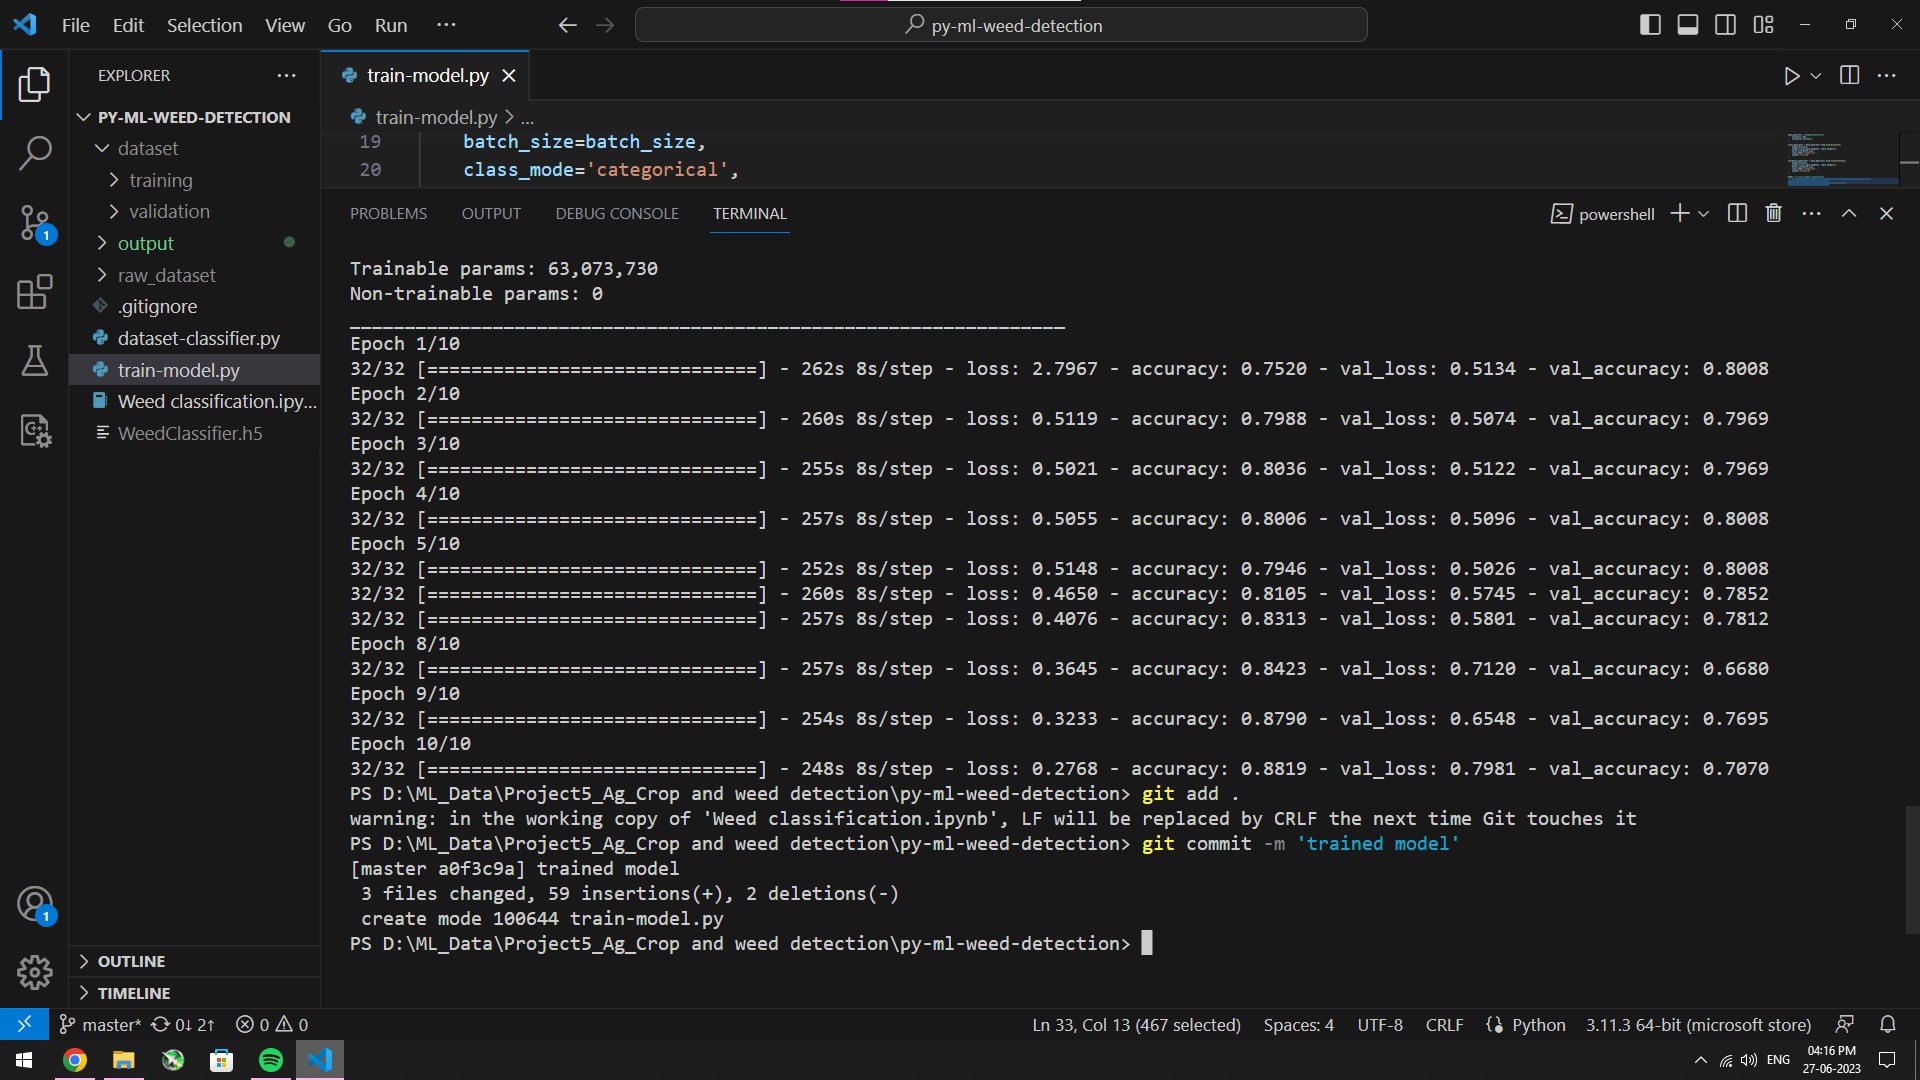 File Edit Selection View Go Run ···
py-ml-weed-detection
EXPLORER
PY-ML-WEED-DETECTION
dataset
training
validation
output
raw_dataset
.gitignore
dataset-classifier.py
train-model.py
Weed classification.ipy...
WeedClassifier.h5
OUTLINE
TIMELINE
1
1
train-model.py
train-model.py > ...
19 batch_size=batch_size,
20 class_mode='categorical',
PROBLEMS OUTPUT DEBUG CONSOLE TERMINAL
powershell
Trainable params: 63,073,730
Non-trainable params: 0
_________________________________________________________________
Epoch 1/10
32/32 [==============================] - 262s 8s/step - loss: 2.7967 - accuracy: 0.7520 - val_loss: 0.5134 - val_accuracy: 0.8008
Epoch 2/10
32/32 [==============================] - 260s 8s/step - loss: 0.5119 - accuracy: 0.7988 - val_loss: 0.5074 - val_accuracy: 0.7969
Epoch 3/10
32/32 [==============================] - 255s 8s/step - loss: 0.5021 - accuracy: 0.8036 - val_loss: 0.5122 - val_accuracy: 0.7969
Epoch 4/10
32/32 [==============================] - 257s 8s/step - loss: 0.5055 - accuracy: 0.8006 - val_loss: 0.5096 - val_accuracy: 0.8008
Epoch 5/10
32/32 [==============================] - 252s 8s/step - loss: 0.5148 - accuracy: 0.7946 - val_loss: 0.5026 - val_accuracy: 0.8008
32/32 [==============================] - 260s 8s/step - loss: 0.4650 - accuracy: 0.8105 - val_loss: 0.5745 - val_accuracy: 0.7852
32/32 [==============================] - 257s 8s/step - loss: 0.4076 - accuracy: 0.8313 - val_loss: 0.5801 - val_accuracy: 0.7812
Epoch 8/10
32/32 [==============================] - 257s 8s/step - loss: 0.3645 - accuracy: 0.8423 - val_loss: 0.7120 - val_accuracy: 0.6680
Epoch 9/10
32/32 [==============================] - 254s 8s/step - loss: 0.3233 - accuracy: 0.8790 - val_loss: 0.6548 - val_accuracy: 0.7695
Epoch 10/10
32/32 [==============================] - 248s 8s/step - loss: 0.2768 - accuracy: 0.8819 - val_loss: 0.7981 - val_accuracy: 0.7070
PS D:\ML_Data\Project5_Ag_Crop and weed detection\py-ml-weed-detection> git add .
warning: in the working copy of 'Weed classification.ipynb', LF will be replaced by CRLF the next time Git touches it
PS D:\ML_Data\Project5_Ag_Crop and weed detection\py-ml-weed-detection> git commit -m 'trained model'
[master a0f3c9a] trained model
 3 files changed, 59 insertions(+), 2 deletions(-)
 create mode 100644 train-model.py
PS D:\ML_Data\Project5_Ag_Crop and weed detection\py-ml-weed-detection>
master* 0↓ 2↑ 0 0 Ln 33, Col 13 (467 selected) Spaces: 4 UTF-8 CRLF Python 3.11.3 64-bit (microsoft store)
ENG 04:16 PM
27-06-2023